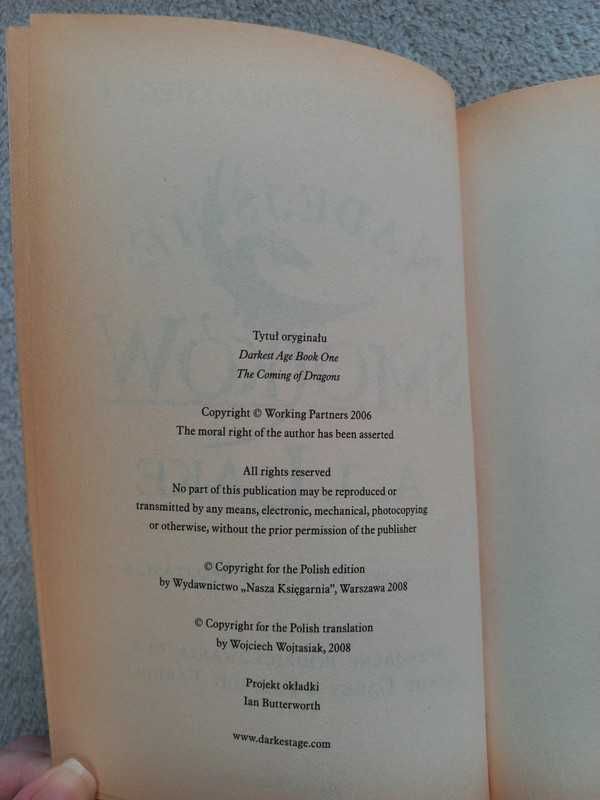 Tytuł oryginału
Darkest Age Book One
The Coming of Dragons
Copyright © Working Partners 2006
The moral right of the author has been asserted
All rights reserved
No part of this publication may be reproduced or
transmitted by any means, electronic, mechanical, photocopying
or otherwise, without the prior permission of the publisher
© Copyright for the Polish edition
by Wydawnictwo „Nasza Księgarnia”, Warszawa 2008
© Copyright for the Polish translation
by Wojciech Wojtasiak, 2008
Projekt okładki
Ian Butterworth
www.darkestage.com